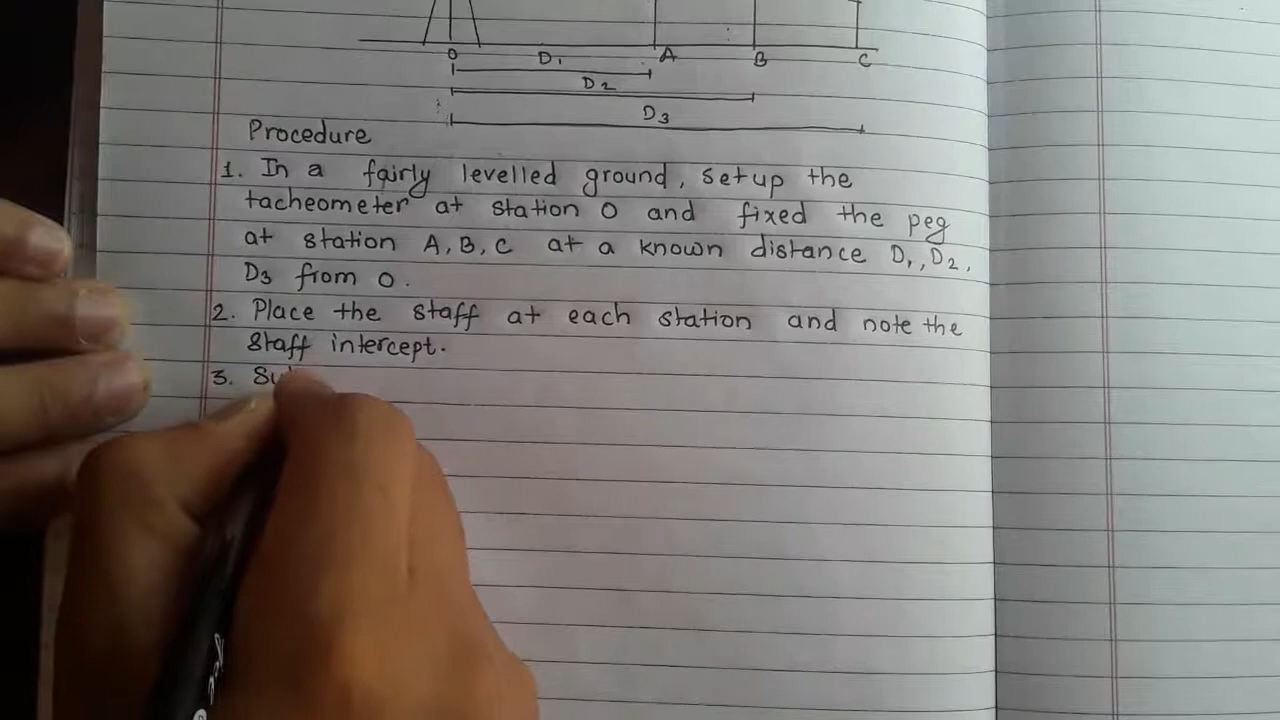 O D1 A B C
D2
D3
Procedure
1. In a fairly levelled ground, setup the
tacheometer at station O and fixed the peg
at station A, B, C at a known distance D1, D2,
D3 from O.
2. Place the staff at each station and note the
staff intercept.
3.